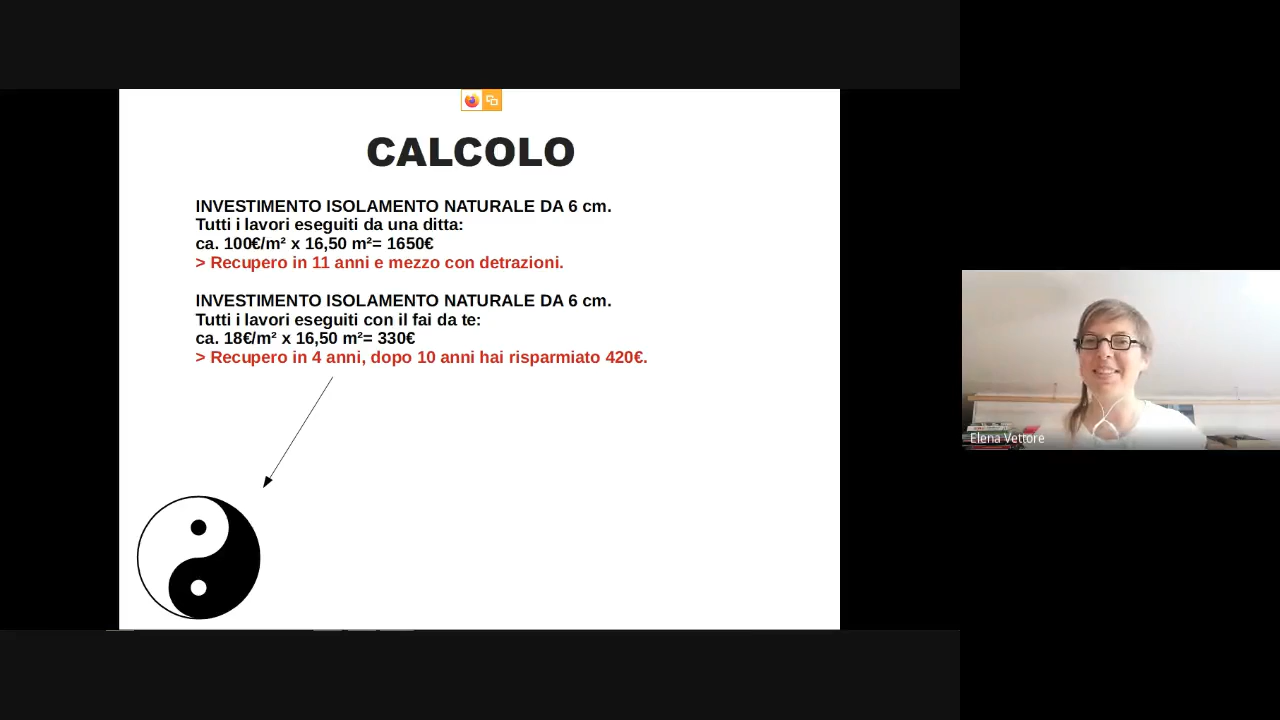 CALCOLO
INVESTIMENTO ISOLAMENTO NATURALE DA 6 cm.
Tutti i lavori eseguiti da una ditta:
ca. 100€/m² x 16,50 m²= 1650€
> Recupero in 11 anni e mezzo con detrazioni.
INVESTIMENTO ISOLAMENTO NATURALE DA 6 cm.
Tutti i lavori eseguiti con il fai da te:
ca. 18€/m² x 16,50 m²= 330€
> Recupero in 4 anni, dopo 10 anni hai risparmiato 420€.
Elena Vettore